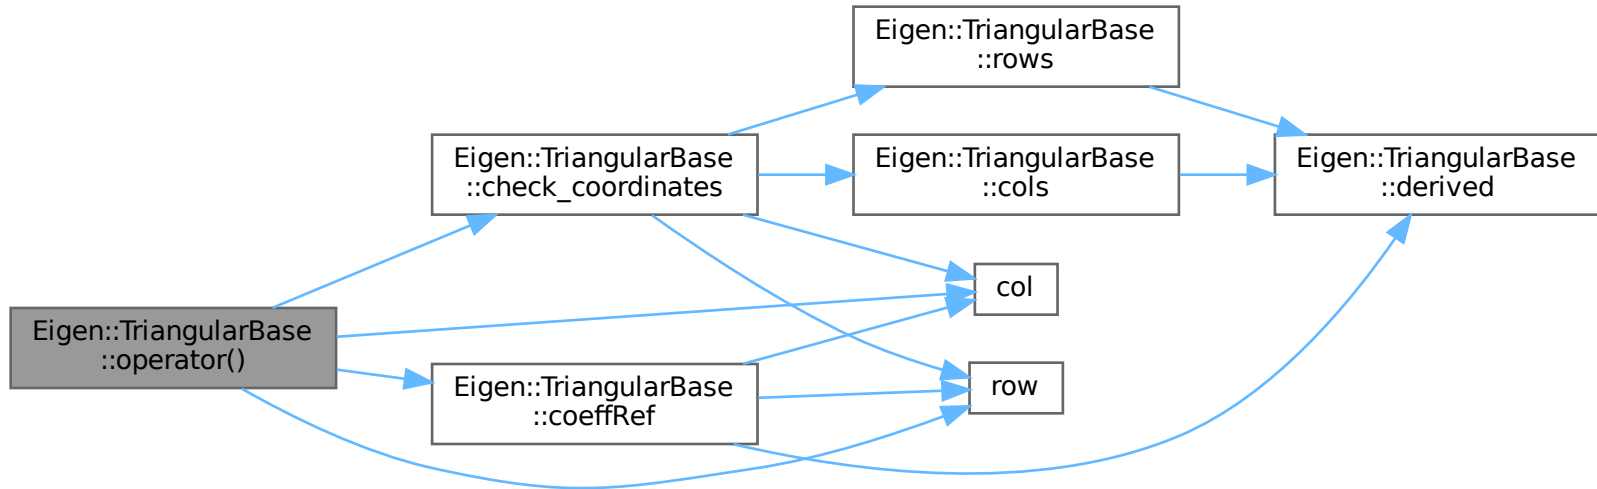 Eigen::TriangularBase
::operator()
Eigen::TriangularBase
::check_coordinates
Eigen::TriangularBase
::rows
Eigen::TriangularBase
::cols
Eigen::TriangularBase
::derived
col
Eigen::TriangularBase
::coeffRef
row